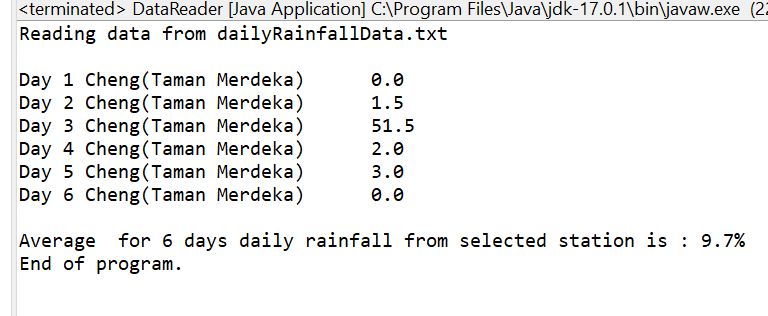 <terminated> DataReader [Java Application] C:\Program Files\Java\jdk-17.0.1\bin\javaw.exe (22
Reading data from dailyRainfallData.txt
Day 1 Cheng(Taman Merdeka) 0.0
Day 2 Cheng(Taman Merdeka) 1.5
Day 3 Cheng(Taman Merdeka) 51.5
Day 4 Cheng(Taman Merdeka) 2.0
Day 5 Cheng(Taman Merdeka) 3.0
Day 6 Cheng(Taman Merdeka) 0.0
Average  for 6 days daily rainfall from selected station is : 9.7%
End of program.